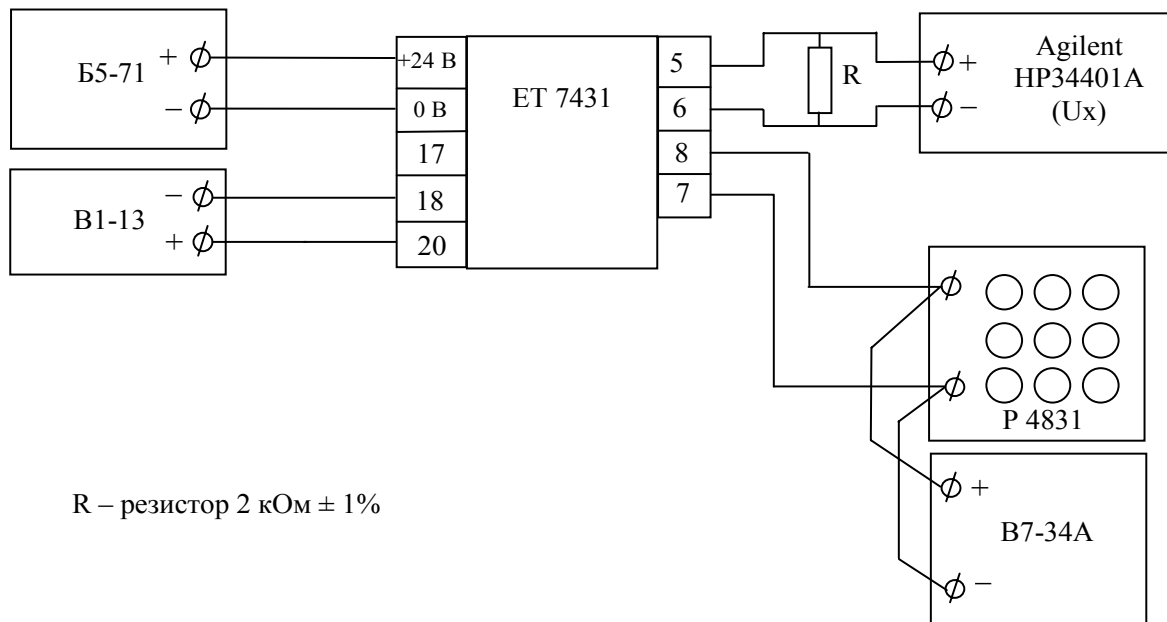 Б5-71
+
–
В1-13
–
+
+24 В
0 В
17
18
20
ЕТ 7431
5
6
8
7
R
+
–
Agilent
HP34401A
(Ux)
Р 4831
+
В7-34А
–
R – резистор 2 кОм ± 1%